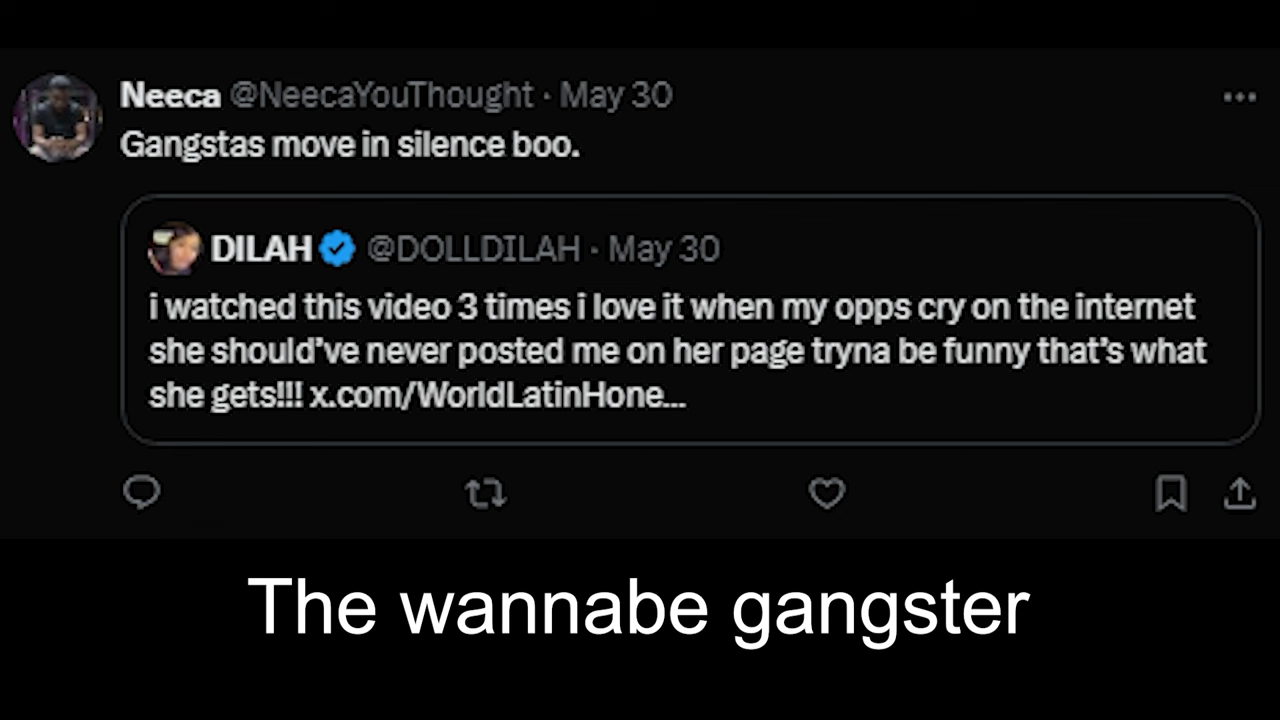 Neeca @NeecaYouThought · May 30
Gangstas move in silence boo.
DILAH @DOLLDILAH · May 30
i watched this video 3 times i love it when my opps cry on the internet
she should’ve never posted me on her page tryna be funny that’s what
she gets!!! x.com/WorldLatinHone...
The wannabe gangster